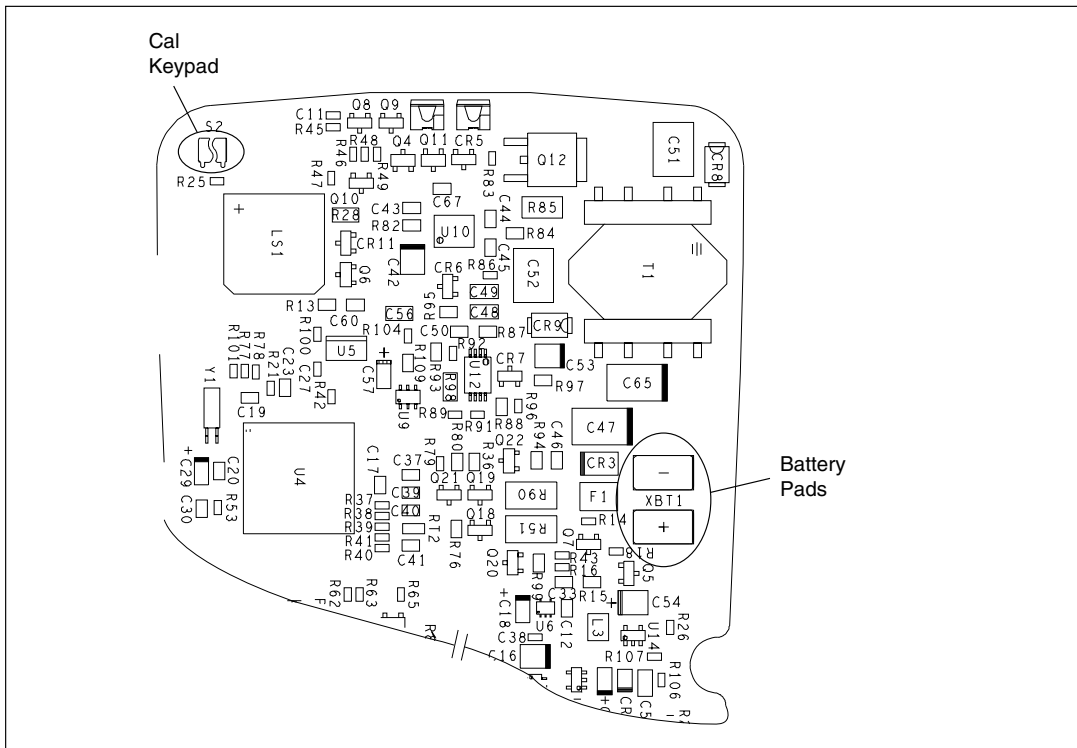 Cal
Keypad
S2
C11
R45
Q8
Q9
R46
R48
R49
Q4
Q11
CR5
R47
R25
Q10
R28
C43
R82
C67
R83
C44
Q12
R85
R84
C51
CR8
+
LS1
CR11
Q6
C42
U10
C45
R86
CR6
C52
T1
C49
C48
R95
R13
C60
C56
R104
C50
R87
CR9
R101
R77
R78
R100
U5
R21
C23
C27
R42
+
C57
R109
R93
R92
U12
R98
CR7
C53
R97
C65
Y1
C19
U9
R89
R91
R88
R96
C47
U4
+
C29
C20
C30
R53
C17
C37
C39
C40
R79
R80
R36
Q22
R94
C46
CR3
Q21
Q19
R90
F1
−
XBT1
+
Battery
Pads
R37
R38
R39
R41
R40
RT2
C41
R76
Q18
R51
R14
Q7
R43
R16
R18
Q5
Q20
R99
C33
R15
R62
R63
R65
+
C18
U6
C12
+
C54
L3
U14
R26
C38
C16
R107
R106